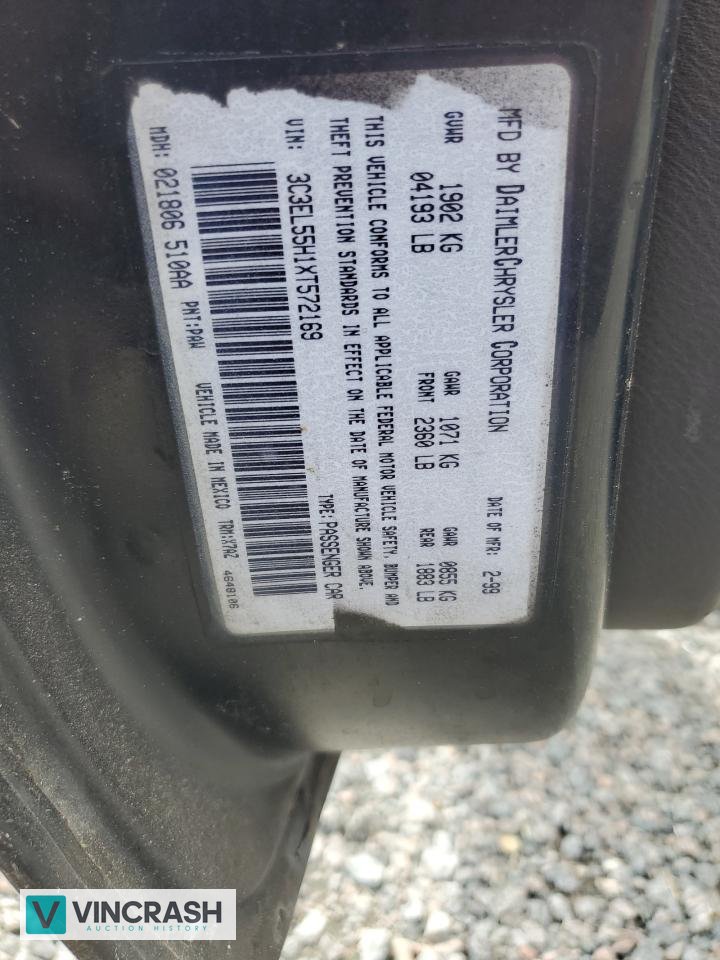 MFD BY DAIMLERCHRYSLER CORPORATION
DATE OF MFR: 2-99
GVWR 1902 KG
04193 LB
GAWR 1071 KG
FRONT 2360 LB
GAWR 0855 KG
REAR 1883 LB
THIS VEHICLE CONFORMS TO ALL APPLICABLE FEDERAL MOTOR VEHICLE SAFETY, BUMPER AND
THEFT PREVENTION STANDARDS IN EFFECT ON THE DATE OF MANUFACTURE SHOWN ABOVE.
VIN: 3C3EL55H1XT572169
TYPE: PASSENGER CAR
MDH: 021806 510AA
PNT:PAW
VEHICLE MADE IN MEXICO
TRM:X7AZ
4648106
V VINCRASH
AUCTION HISTORY